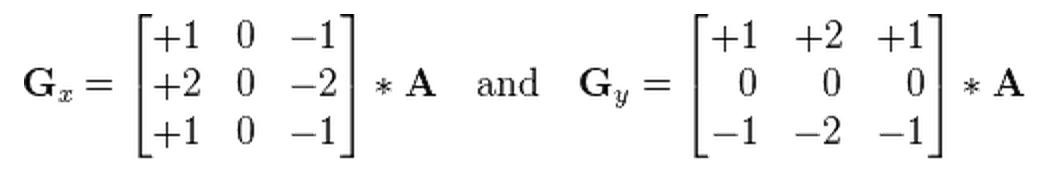 +1 0 −1 +1 +2 +1
Gₓ = +2 0 −2 ∗ A and Gᵧ = 0 0 0 ∗ A
+1 0 −1 −1 −2 −1